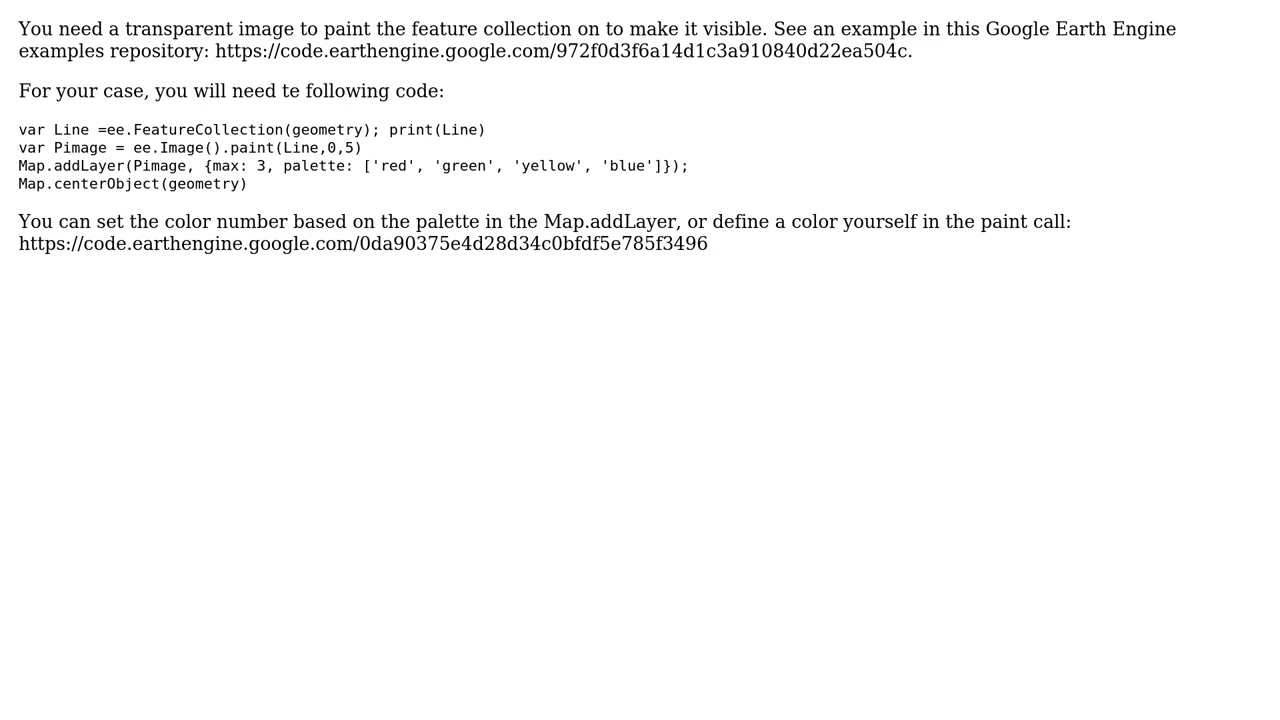 You need a transparent image to paint the feature collection on to make it visible. See an example in this Google Earth Engine
examples repository: https://code.earthengine.google.com/972f0d3f6a14d1c3a910840d22ea504c.
For your case, you will need te following code:
var Line =ee.FeatureCollection(geometry); print(Line)
var Pimage = ee.Image().paint(Line,0,5)
Map.addLayer(Pimage, {max: 3, palette: ['red', 'green', 'yellow', 'blue']});
Map.centerObject(geometry)
You can set the color number based on the palette in the Map.addLayer, or define a color yourself in the paint call:
https://code.earthengine.google.com/0da90375e4d28d34c0bfdf5e785f3496